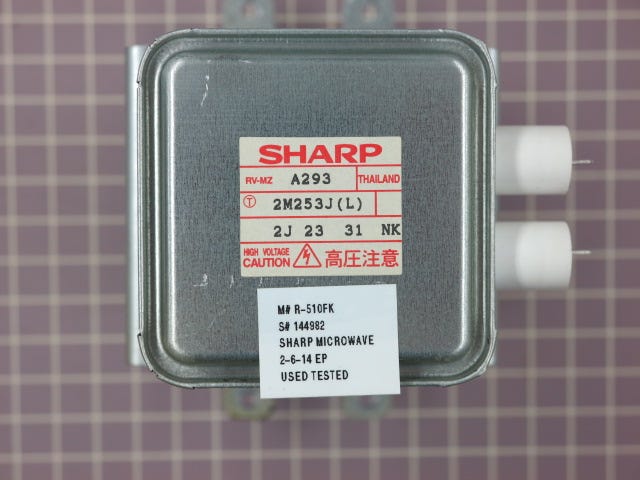 SHARP
RV-MZ A293 THAILAND
Ⓣ 2M253J(L)
2J 23 31 NK
HIGH VOLTAGE
CAUTION 高圧注意
M# R-510FK
S# 144982
SHARP MICROWAVE
2-6-14 EP
USED TESTED